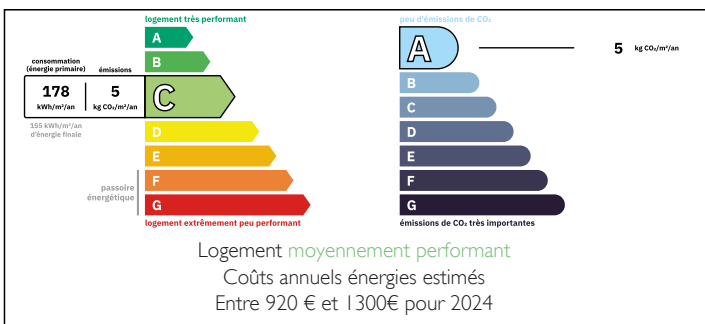 logement très performant
A
B
consommation
(énergie primaire)
émissions
178
kWh/m²/an
5
kg CO₂/m²/an
C
155 kWh/m²/an
d'énergie finale
D
E
F
G
passoire
énergétique
logement extrêmement peu performant
peu d'émissions de CO₂
A
5 kg CO₂/m²/an
B
C
D
E
F
G
émissions de CO₂ très importantes
Logement moyennement performant
Coûts annuels énergies estimés
Entre 920 € et 1300€ pour 2024